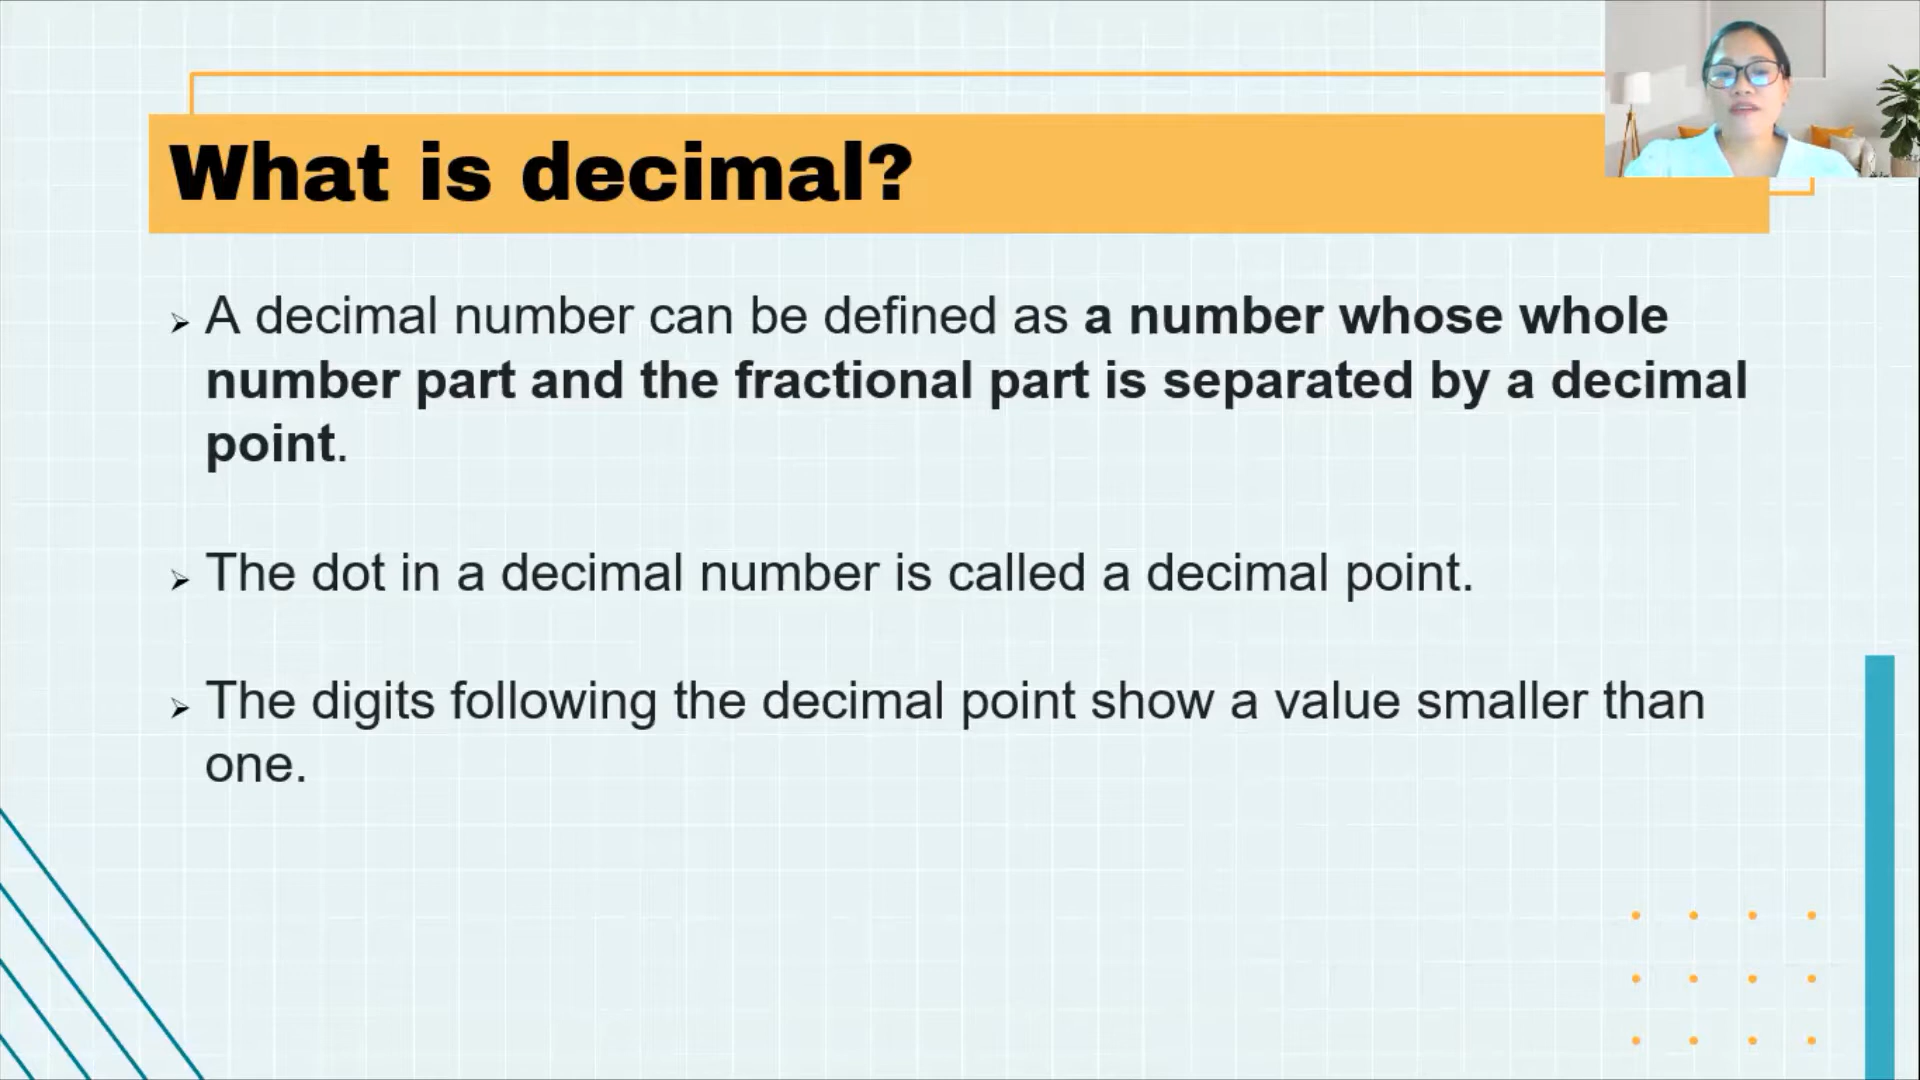 What is decimal?
➢ A decimal number can be defined as a number whose whole
number part and the fractional part is separated by a decimal
point.
➢ The dot in a decimal number is called a decimal point.
➢ The digits following the decimal point show a value smaller than
one.